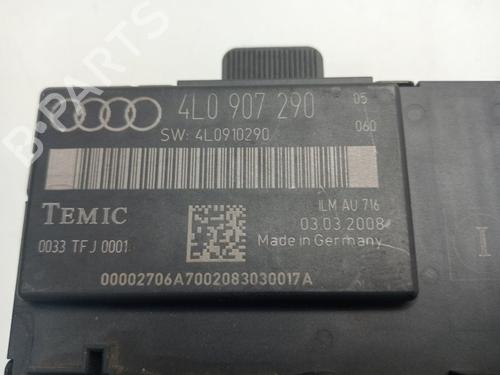 B-PARTS
4L0 907 290 05
SW: 4L0910290 060
TEMIC ILM AU 716
03.03.2008
0033 TFJ 0001 Made in Germany
00002706A7002083030017A
I